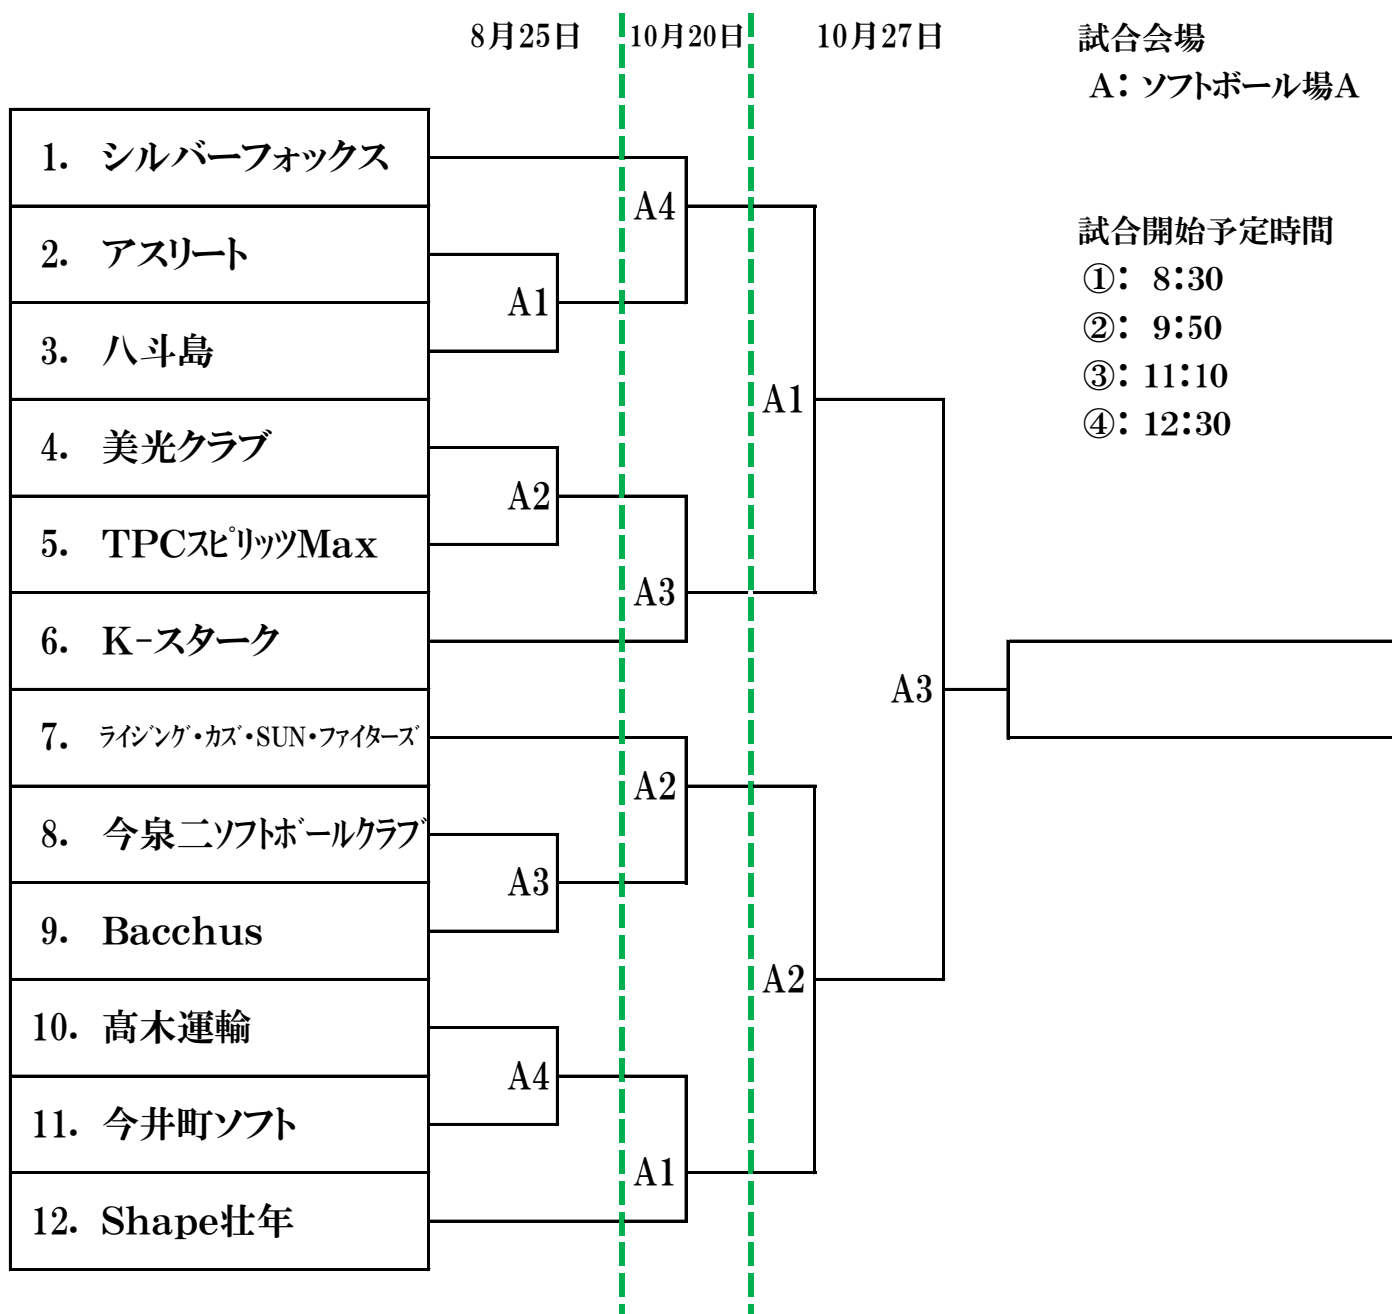 8月25日
10月20日
10月27日
試合会場
A：ソフトボール場A
1. シルバーフォックス
2. アスリート
3. 八斗島
4. 美光クラブ
5. TPCスピリッツMax
6. K-スターク
7. ライジング・カズ・SUN・ファイターズ
8. 今泉二ソフトボールクラブ
9. Bacchus
10. 髙木運輸
11. 今井町ソフト
12. Shape壮年
A1
A2
A3
A4
A4
A3
A2
A1
A1
A2
A3
試合開始予定時間
①： 8：30
②： 9：50
③：11：10
④：12：30